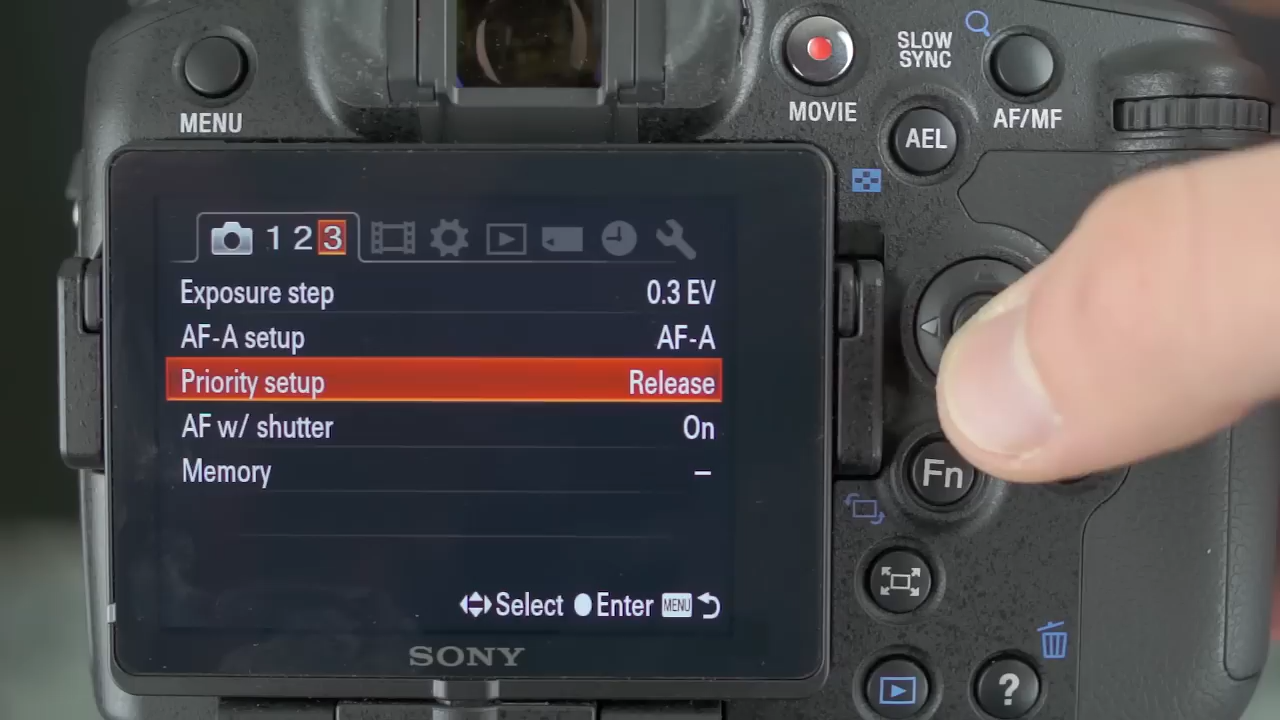 SLOW
SYNC
MENU
MOVIE
AF/MF
AEL
1 2 3
Exposure step 0.3 EV
AF-A setup AF-A
Priority setup Release
AF w/ shutter On
Memory –
Fn
Select Enter MENU
SONY
?